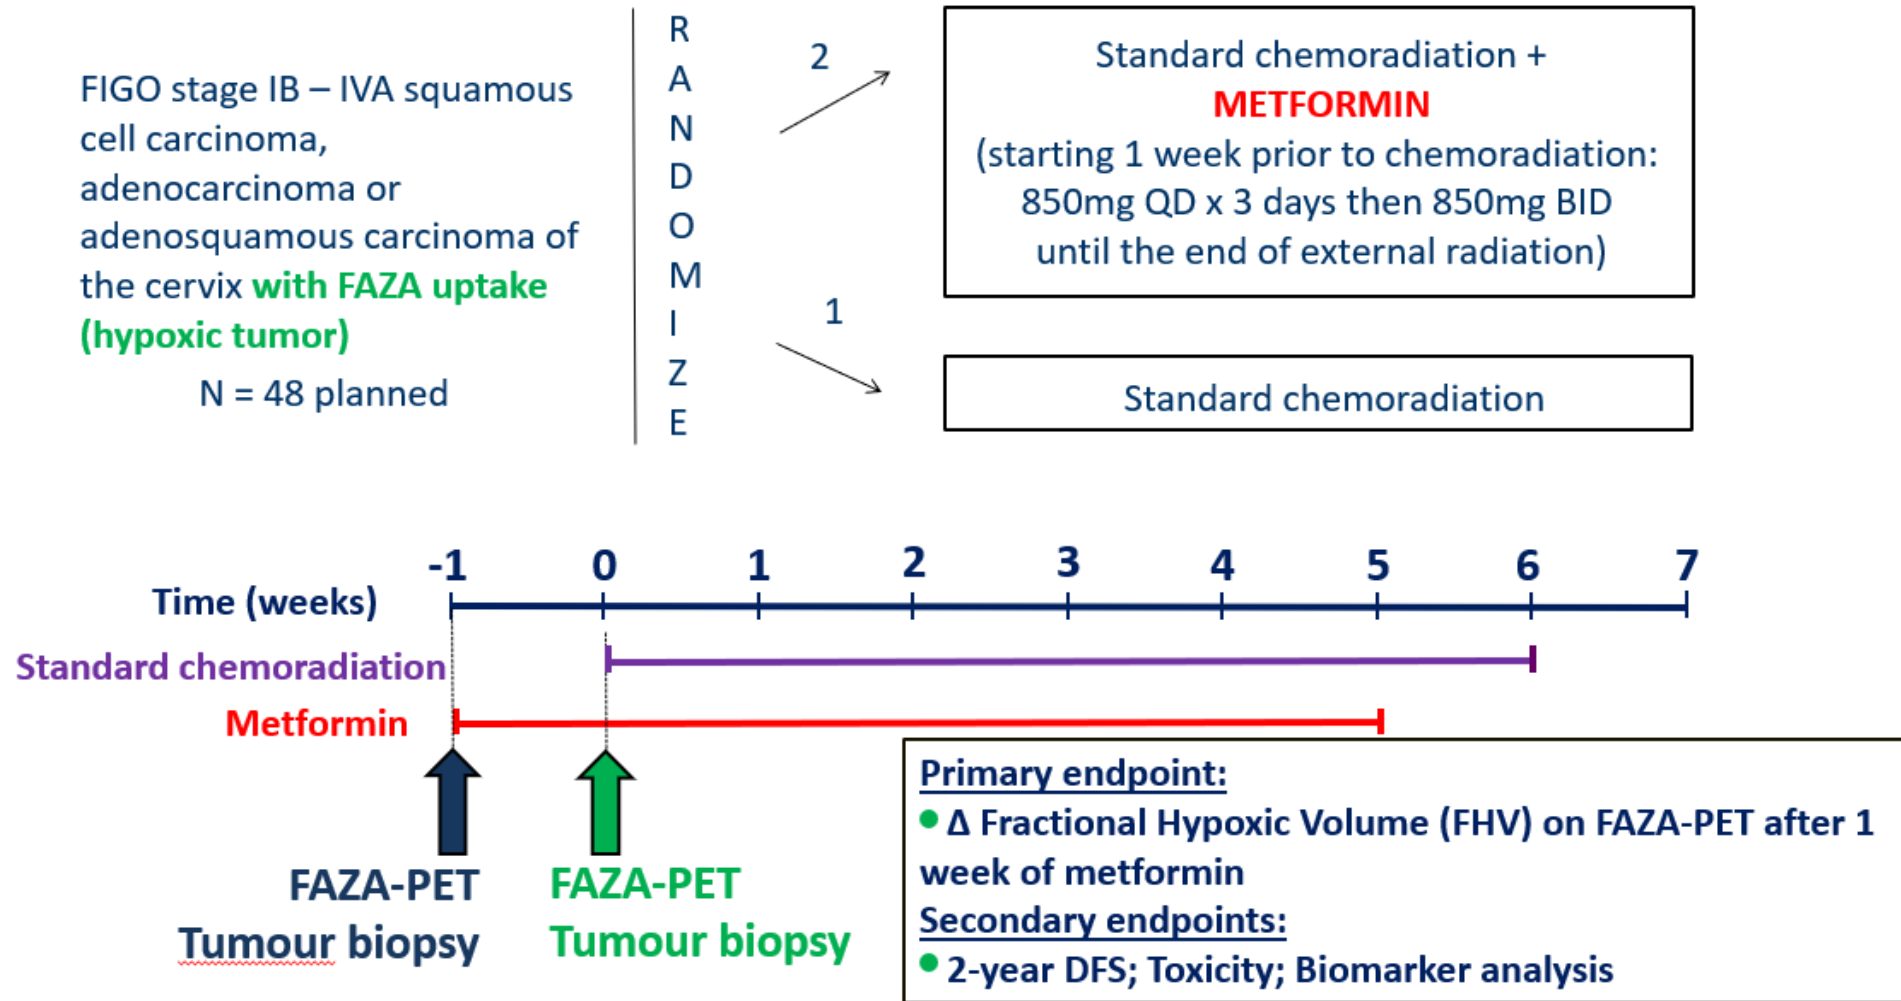 FIGO stage IB – IVA squamous
cell carcinoma,
adenocarcinoma or
adenosquamous carcinoma of
the cervix with FAZA uptake
(hypoxic tumor)
N = 48 planned
R
A
N
D
O
M
I
Z
E
2
1
Standard chemoradiation +
METFORMIN
(starting 1 week prior to chemoradiation:
850mg QD x 3 days then 850mg BID
until the end of external radiation)
Standard chemoradiation
-1 0 1 2 3 4 5 6 7
Time (weeks)
Standard chemoradiation
Metformin
FAZA-PET
Tumour biopsy
FAZA-PET
Tumour biopsy
Primary endpoint:
• Δ Fractional Hypoxic Volume (FHV) on FAZA-PET after 1
week of metformin
Secondary endpoints:
• 2-year DFS; Toxicity; Biomarker analysis